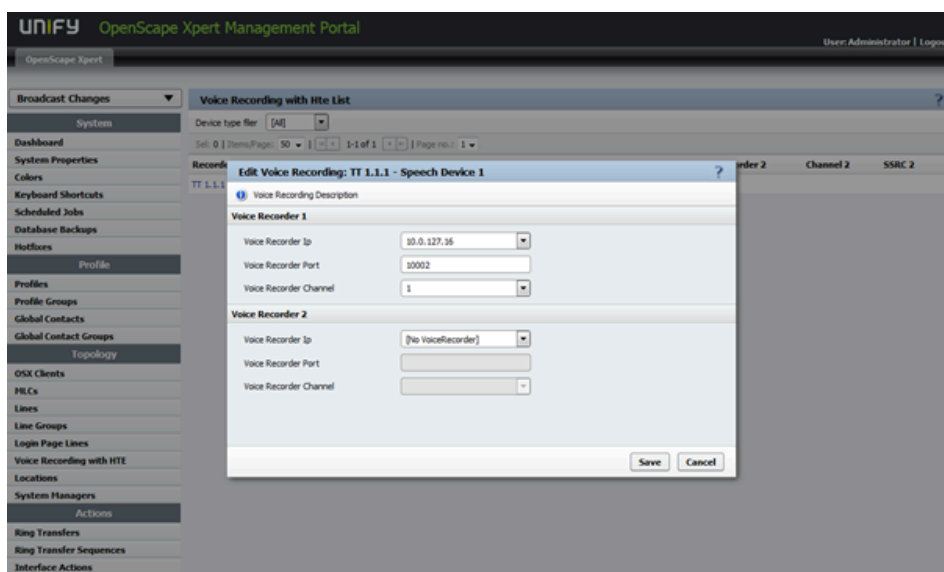 UNIFY OpenScape Xpert Management Portal
User: Administrator | Logou
OpenScape Xpert
Broadcast Changes
Voice Recording with Hte List
?
System
Device type fler [All]
Dashboard
Sel: 0 | Items/Page: 50 | 1-1 of 1 | Page no.: 1
System Properties
Recorde
rder 2 Channel 2 SSRC 2
Colors
TT 1.1.1
Edit Voice Recording: TT 1.1.1 - Speech Device 1 ?
Keyboard Shortcuts
Voice Recording Description
Scheduled Jobs
Voice Recorder 1
Database Backups
Hotfixes
Voice Recorder Ip 10.0.127.16
Profile
Voice Recorder Port 10002
Profiles
Voice Recorder Channel 1
Profile Groups
Global Contacts
Voice Recorder 2
Global Contact Groups
Voice Recorder Ip [No VoiceRecorder]
Topology
Voice Recorder Port
OSX Clients
Voice Recorder Channel
MLCs
Lines
Line Groups
Login Page Lines
Voice Recording with HTE
Save Cancel
Locations
System Managers
Actions
Ring Transfers
Ring Transfer Sequences
Interface Actions